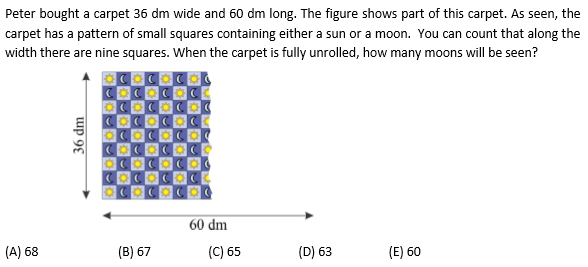 Peter bought a carpet 36 dm wide and 60 dm long. The figure shows part of this carpet. As seen, the
carpet has a pattern of small squares containing either a sun or a moon. You can count that along the
width there are nine squares. When the carpet is fully unrolled, how many moons will be seen?
36 dm
60 dm
(A) 68 (B) 67 (C) 65 (D) 63 (E) 60